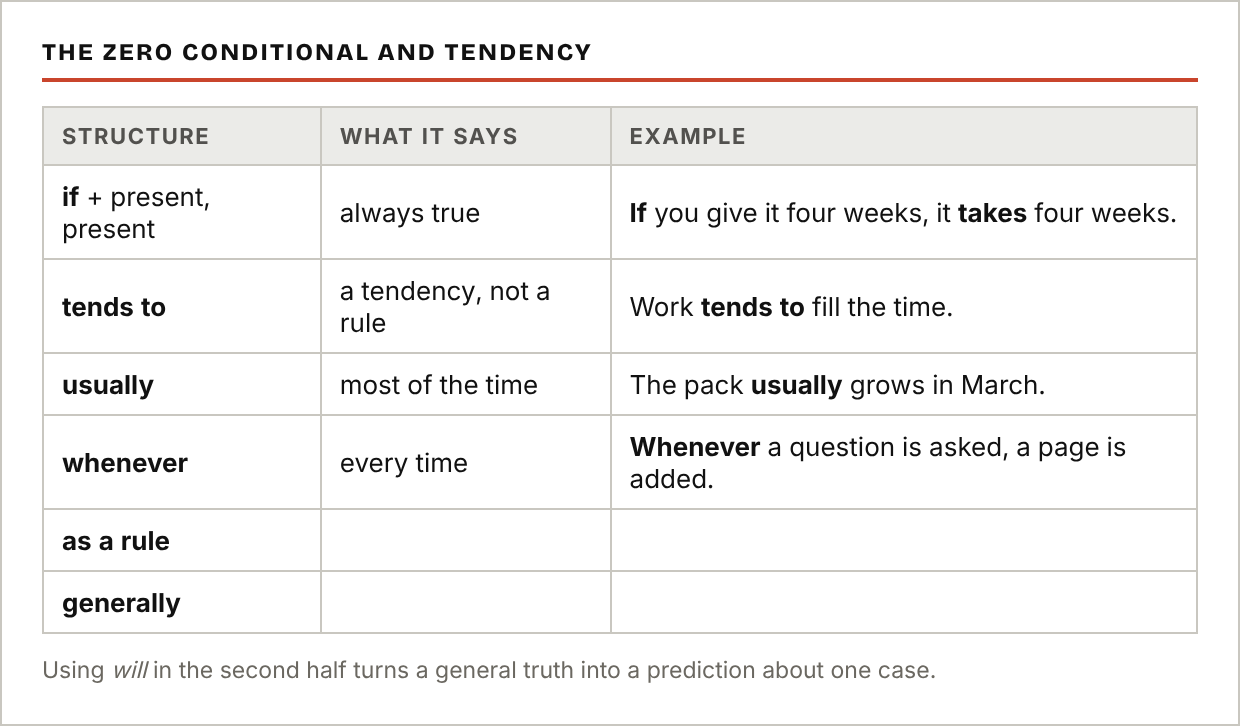 THE ZERO CONDITIONAL AND TENDENCY
STRUCTURE
WHAT IT SAYS
EXAMPLE
if + present,
present
always true
If you give it four weeks, it takes four weeks.
tends to
a tendency, not a
rule
Work tends to fill the time.
usually
most of the time
The pack usually grows in March.
whenever
every time
Whenever a question is asked, a page is
added.
as a rule
generally
Using will in the second half turns a general truth into a prediction about one case.